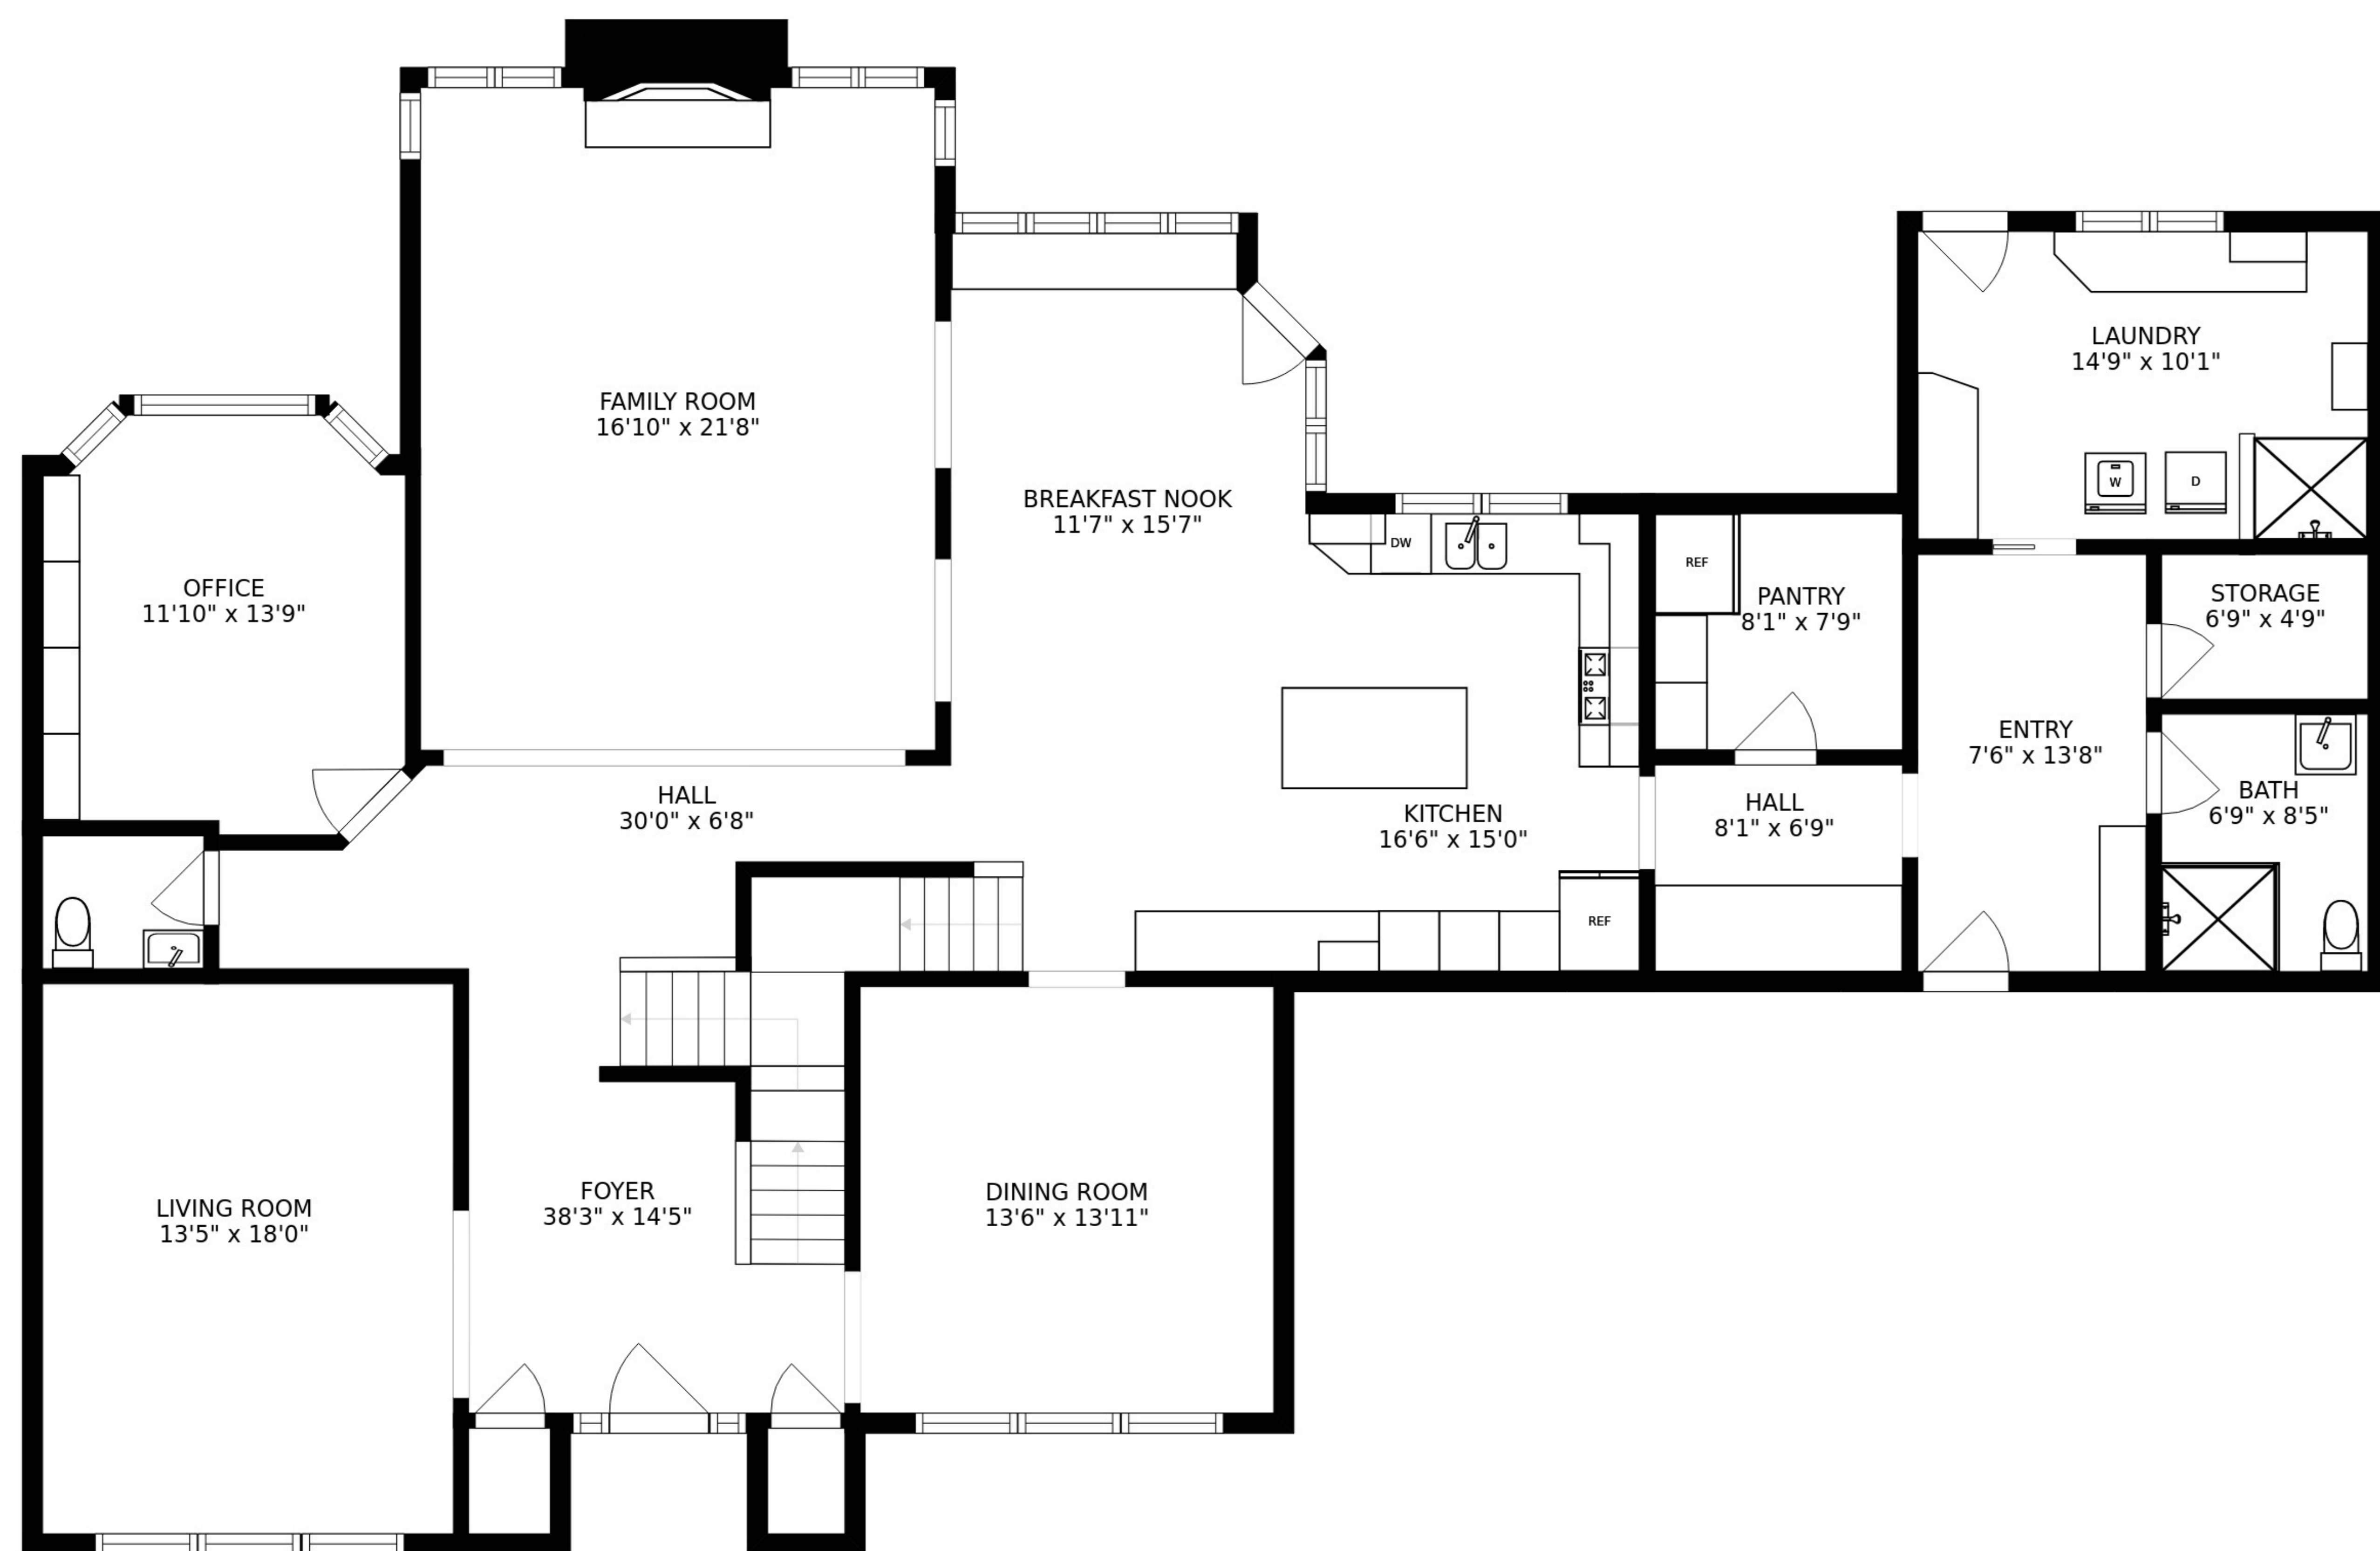 FAMILY ROOM
16'10" x 21'8"
LAUNDRY
14'9" x 10'1"
W
D
BREAKFAST NOOK
11'7" x 15'7"
DW
REF
PANTRY
8'1" x 7'9"
STORAGE
6'9" x 4'9"
OFFICE
11'10" x 13'9"
ENTRY
7'6" x 13'8"
HALL
30'0" x 6'8"
KITCHEN
16'6" x 15'0"
HALL
8'1" x 6'9"
BATH
6'9" x 8'5"
REF
LIVING ROOM
13'5" x 18'0"
FOYER
38'3" x 14'5"
DINING ROOM
13'6" x 13'11"